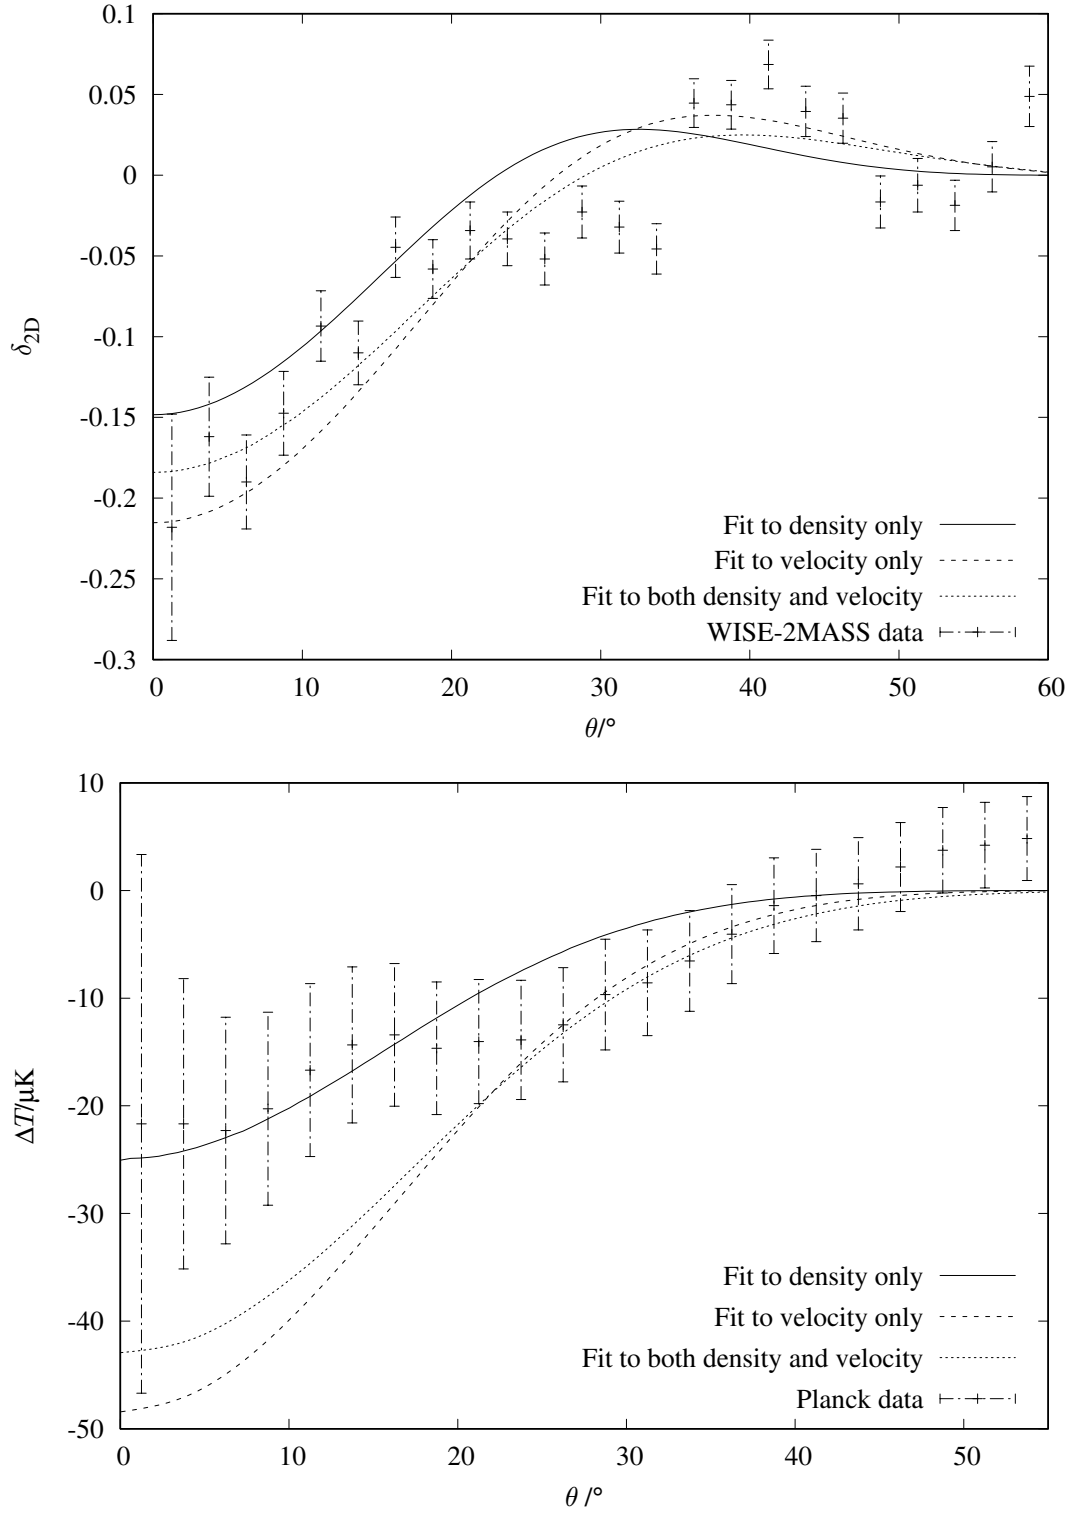 0.1
0.05
0
-0.05
-0.1
-0.15
-0.2
-0.25
-0.3
δ2D
Fit to density only
Fit to velocity only
Fit to both density and velocity
WISE-2MASS data
0 10 20 30 40 50 60
θ/°
10
0
-10
-20
-30
-40
-50
ΔT/μK
Fit to density only
Fit to velocity only
Fit to both density and velocity
Planck data
0 10 20 30 40 50
θ /°